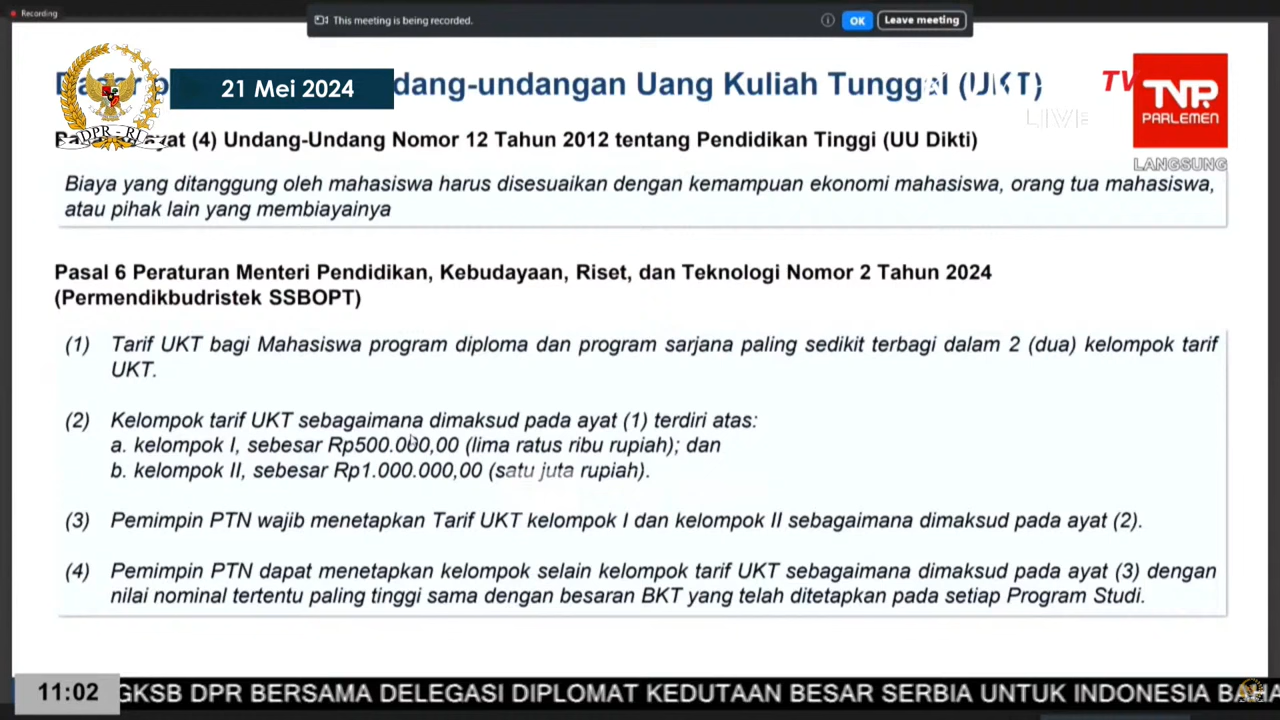 Recording
This meeting is being recorded.
OK
Leave meeting
21 Mei 2024
dang-undangan Uang Kuliah Tunggal (UKT)
TV
TVR
PARLEMEN
LIVE
LANGSUNG
DPR - RI
(4) Undang-Undang Nomor 12 Tahun 2012 tentang Pendidikan Tinggi (UU Dikti)
Biaya yang ditanggung oleh mahasiswa harus disesuaikan dengan kemampuan ekonomi mahasiswa, orang tua mahasiswa,
atau pihak lain yang membiayainya
Pasal 6 Peraturan Menteri Pendidikan, Kebudayaan, Riset, dan Teknologi Nomor 2 Tahun 2024
(Permendikbudristek SSBOPT)
(1) Tarif UKT bagi Mahasiswa program diploma dan program sarjana paling sedikit terbagi dalam 2 (dua) kelompok tarif
UKT.
(2) Kelompok tarif UKT sebagaimana dimaksud pada ayat (1) terdiri atas:
a. kelompok I, sebesar Rp500.000,00 (lima ratus ribu rupiah); dan
b. kelompok II, sebesar Rp1.000.000,00 (satu juta rupiah).
(3) Pemimpin PTN wajib menetapkan Tarif UKT kelompok I dan kelompok II sebagaimana dimaksud pada ayat (2).
(4) Pemimpin PTN dapat menetapkan kelompok selain kelompok tarif UKT sebagaimana dimaksud pada ayat (3) dengan
nilai nominal tertentu paling tinggi sama dengan besaran BKT yang telah ditetapkan pada setiap Program Studi.
11:02
GKSB DPR BERSAMA DELEGASI DIPLOMAT KEDUTAAN BESAR SERBIA UNTUK INDONESIA